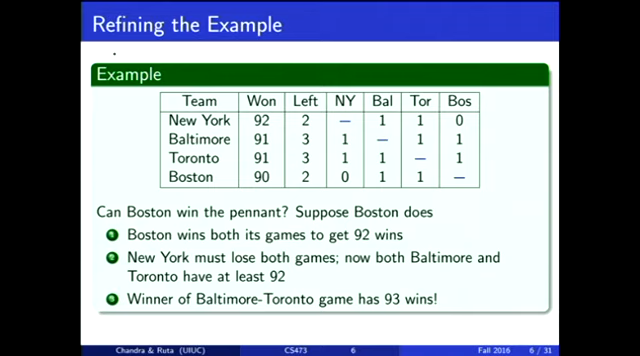 Refining the Example
Example
Team Won Left NY Bal Tor Bos
New York 92 2 – 1 1 0
Baltimore 91 3 1 – 1 1
Toronto 91 3 1 1 – 1
Boston 90 2 0 1 1 –
Can Boston win the pennant? Suppose Boston does
1 Boston wins both its games to get 92 wins
2 New York must lose both games; now both Baltimore and
Toronto have at least 92
3 Winner of Baltimore-Toronto game has 93 wins!
Chandra & Ruta (UIUC) CS473 6 Fall 2016 6 / 31